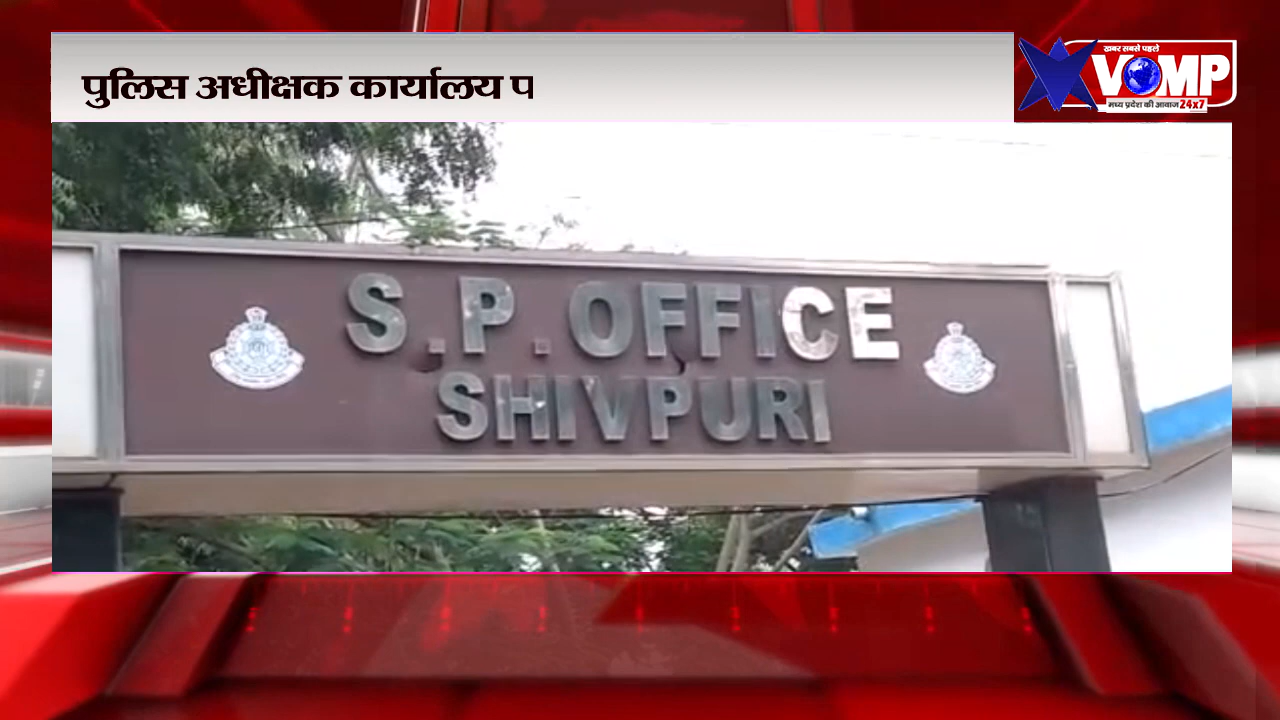 पुलिस अधीक्षक कार्यालय प
खबर सबसे पहले
VOMP
मध्य प्रदेश की आवाज 24x7
S.P. OFFICE
SHIVPURI